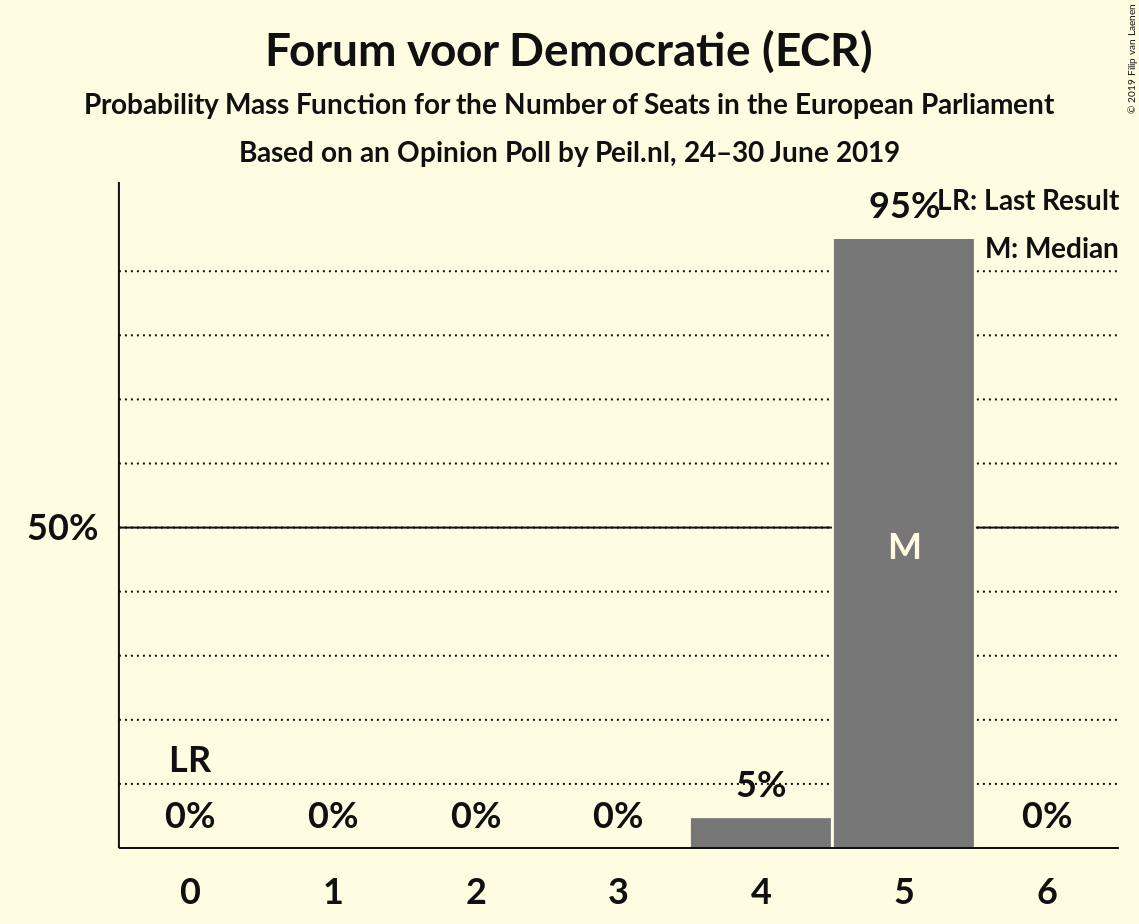 Forum voor Democratie (ECR)
Probability Mass Function for the Number of Seats in the European Parliament
Based on an Opinion Poll by Peil.nl, 24–30 June 2019
© 2019 Filip van Laenen
LR: Last Result
M: Median
95%
50%
M
LR
5%
0% 0% 0% 0% 0%
0 1 2 3 4 5 6